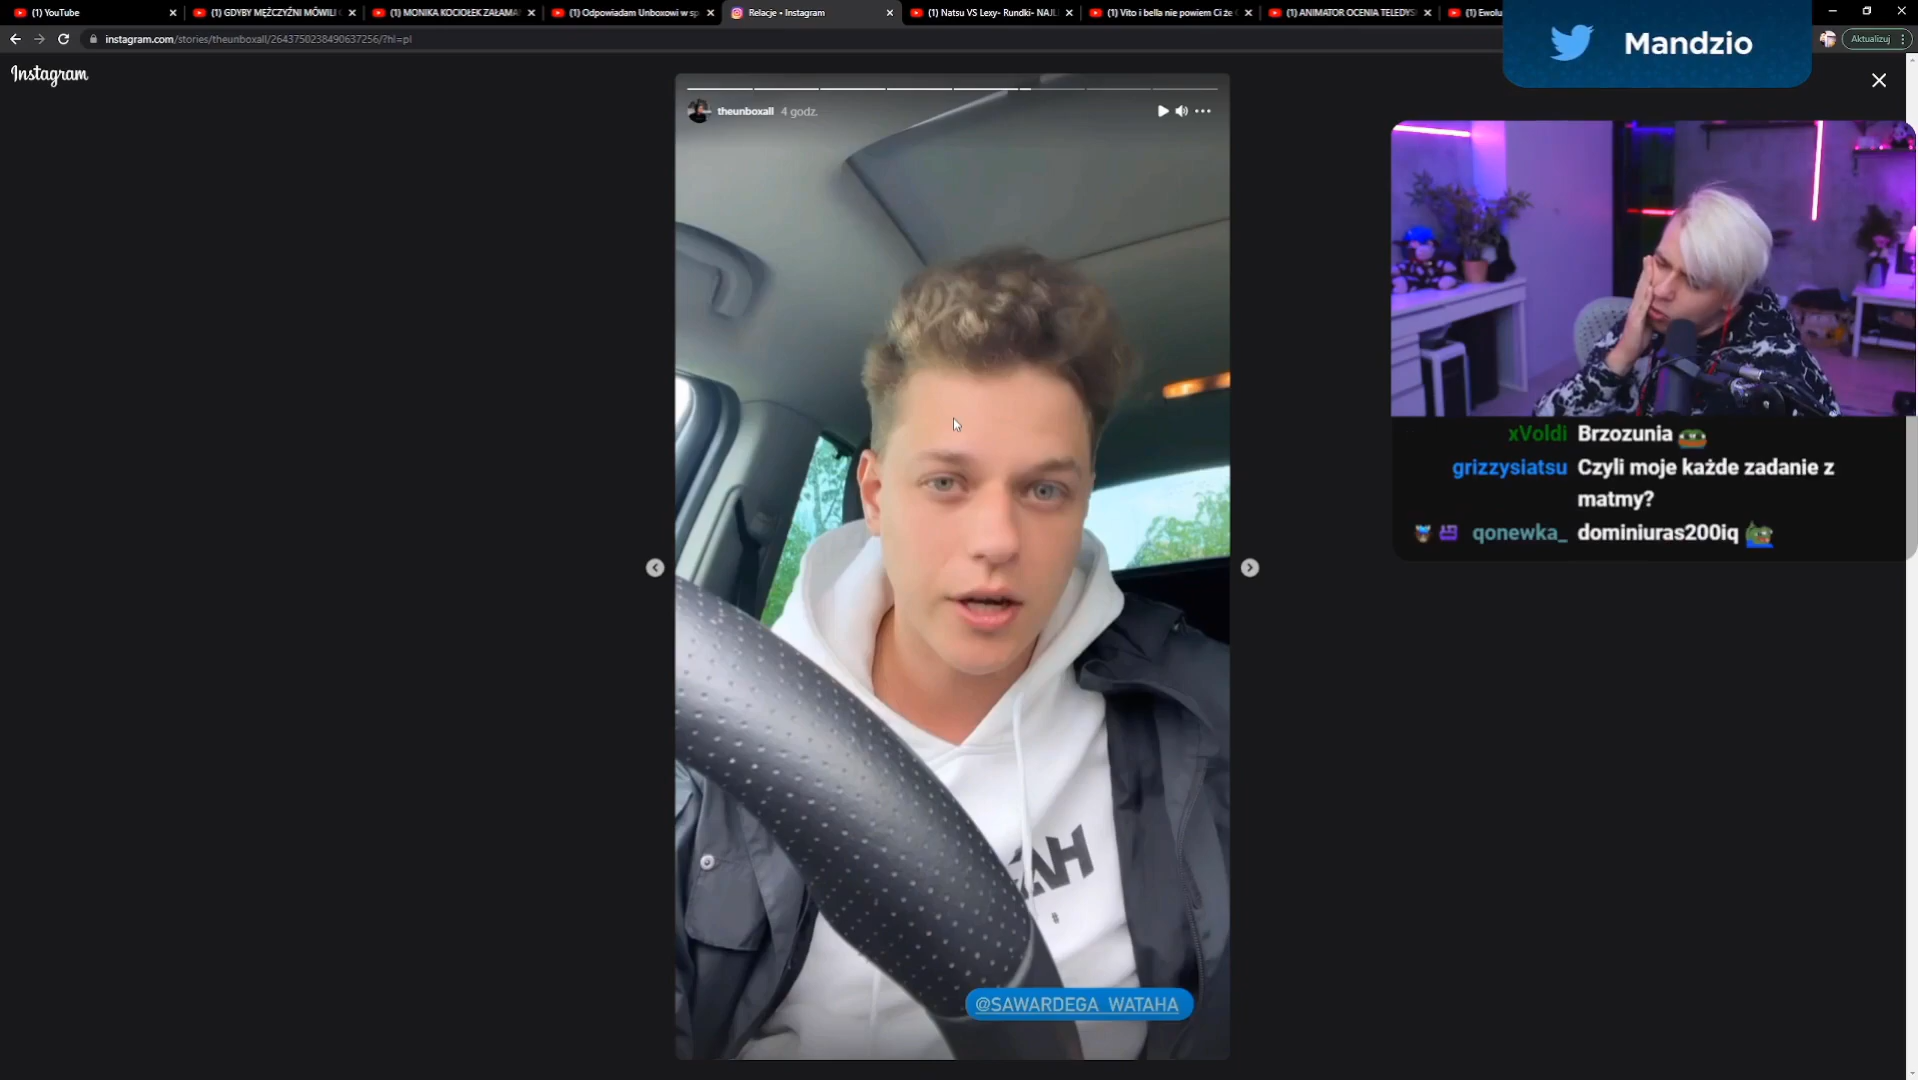 (1) YouTube
(1) GDYBY MĘŻCZYŹNI MÓWILI
(1) MONIKA KOCIOŁEK ZAŁAMA
(1) Odpowiadam Unboxowi w sp
Relacje • Instagram
(1) Natsu VS Lexy- Rundki- NAJL
(1) Vito i bella nie powiem Ci że
(1) ANIMATOR OCENIA TELEDYS
(1) Ewolu
instagram.com/stories/theunboxall/2643750238490637256/?hl=pl
Aktualizuj
Mandzio
Instagram
theunboxall 4 godz.
xVoldi Brzozunia
grizzysiatsu Czyli moje każde zadanie z
matmy?
qonewka_ dominiuras200iq
AH
@SAWARDEGA_WATAHA